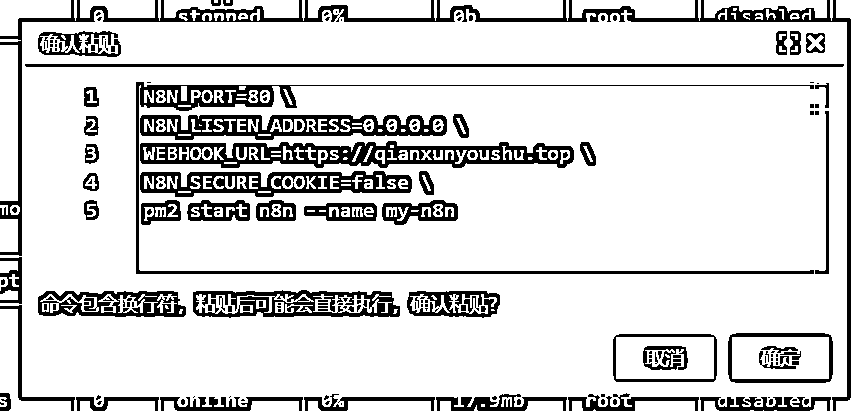 0 stopped 0% 0b root disabled
确认粘贴
1 N8N_PORT=80 \
2 N8N_LISTEN_ADDRESS=0.0.0.0 \
3 WEBHOOK_URL=https://qianxunyoushu.top \
mo
4 N8N_SECURE_COOKIE=false \
5 pm2 start n8n --name my-n8n
pt
命令包含换行符，粘贴后可能会直接执行，确认粘贴？
取消 确定
s 0 online 0% 17.9mb root disabled